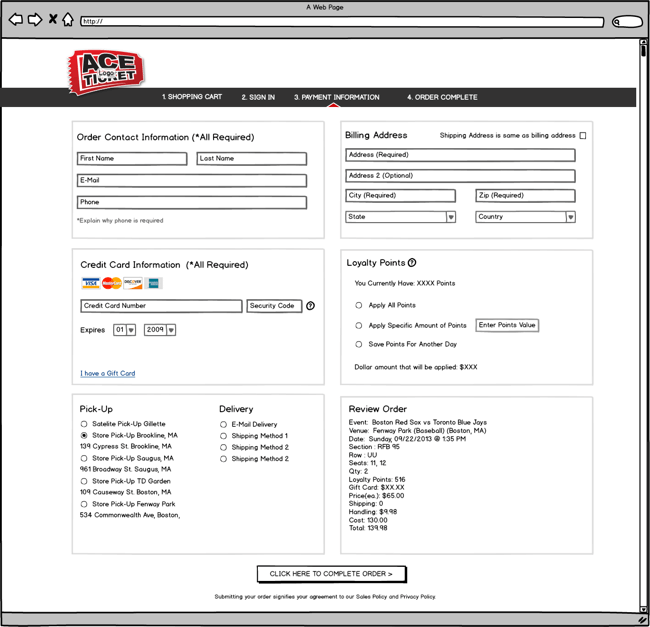 A Web Page
http://
ACE
Logo
TICKET
1. SHOPPING CART 2. SIGN IN 3. PAYMENT INFORMATION 4. ORDER COMPLETE
Order Contact Information (*All Required)
First Name Last Name
E-Mail
Phone
*Explain why phone is required
Billing Address Shipping Address is same as billing address
Address (Required)
Address 2 (Optional)
City (Required) Zip (Required)
State Country
Credit Card Information (*All Required)
VISA MasterCard DISCOVER
Credit Card Number Security Code ?
Expires 01 2009
I have a Gift Card
Loyalty Points ?
You Currently Have: XXXX Points
Apply All Points
Apply Specific Amount of Points Enter Points Value
Save Points For Another Day
Dollar amount that will be applied: $XXX
Pick-Up
Satelite Pick-Up Gillette
Store Pick-Up Brookline, MA
139 Cypress St. Brookline, MA
Store Pick-Up Saugus, MA
961 Broadway St. Saugus, MA
Store Pick-Up TD Garden
109 Causeway St. Boston, MA
Store Pick-Up Fenway Park
534 Commonwealth Ave, Boston,
Delivery
E-Mail Delivery
Shipping Method 1
Shipping Method 2
Shipping Method 2
Review Order
Event: Boston Red Sox vs Toronto Blue Jays
Venue: Fenway Park (Baseball) (Boston, MA)
Date: Sunday, 09/22/2013 @ 1:35 PM
Section : RFB 95
Row : UU
Seats: 11, 12
Qty: 2
Loyalty Points: 516
Gift Card: $XX.XX
Price(ea.): $65.00
Shipping: 0
Handling: $9.98
Cost: 130.00
Total: 139.98
CLICK HERE TO COMPLETE ORDER >
Submitting your order signifies your agreement to our Sales Policy and Privacy Policy.